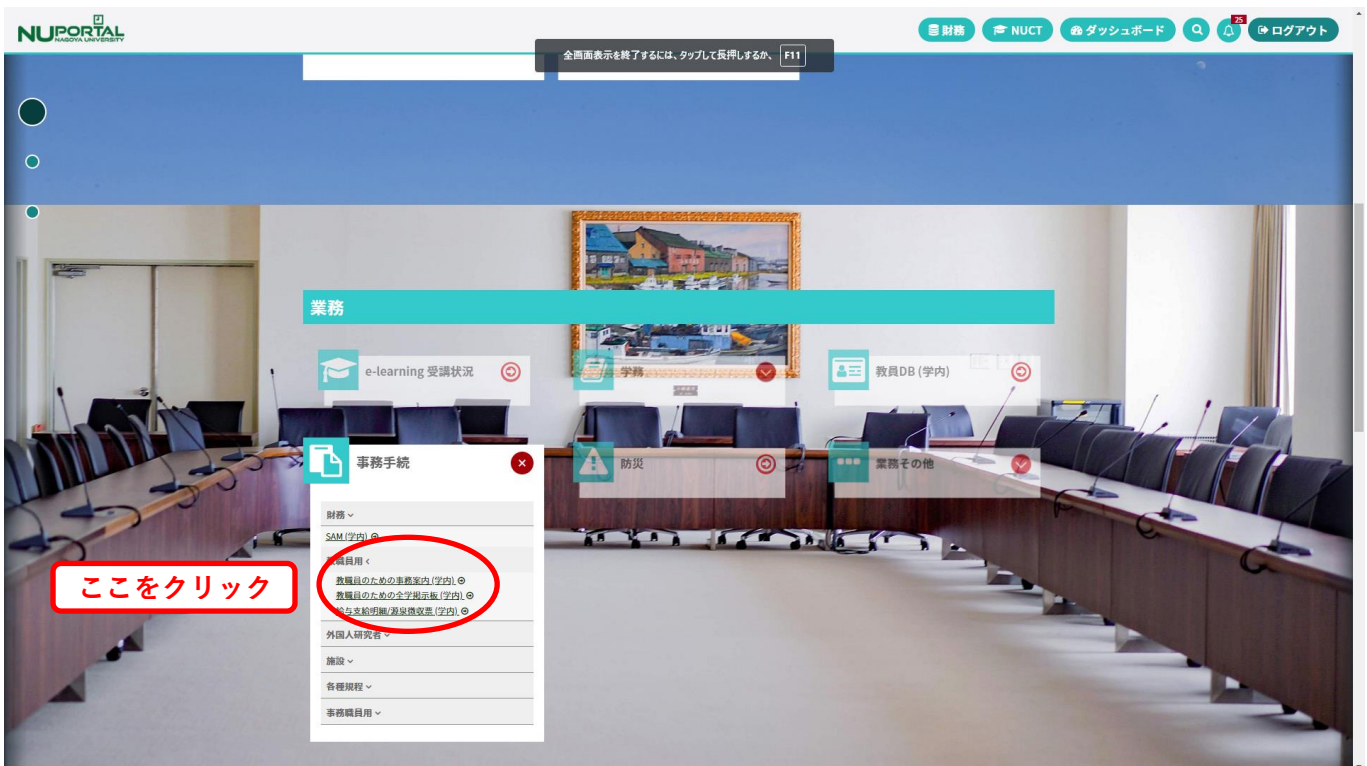 NUPORTAL
NAGOYA UNIVERSITY
財務
NUCT
ダッシュボード
25
ログアウト
全画面表示を終了するには、タップして長押しするか、 F11
業務
e-learning 受講状況
学務
教員DB (学内)
事務手続
防災
業務その他
財務
SAM (学内)
教職員用
教職員のための事務案内 (学内)
教職員のための全学掲示板 (学内)
給与支給明細/源泉徴収票 (学内)
外国人研究者
施設
各種規程
事務職員用
ここをクリック